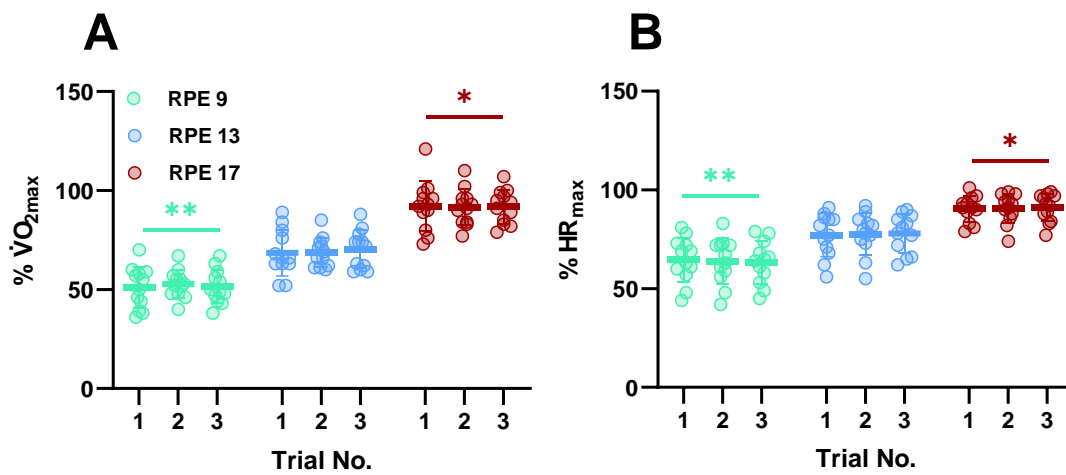 A
B
% V̇O2max
150
100
50
0
RPE 9
RPE 13
RPE 17
**
*
1 2 3 1 2 3 1 2 3
Trial No.
% HRmax
150
100
50
0
**
*
1 2 3 1 2 3 1 2 3
Trial No.